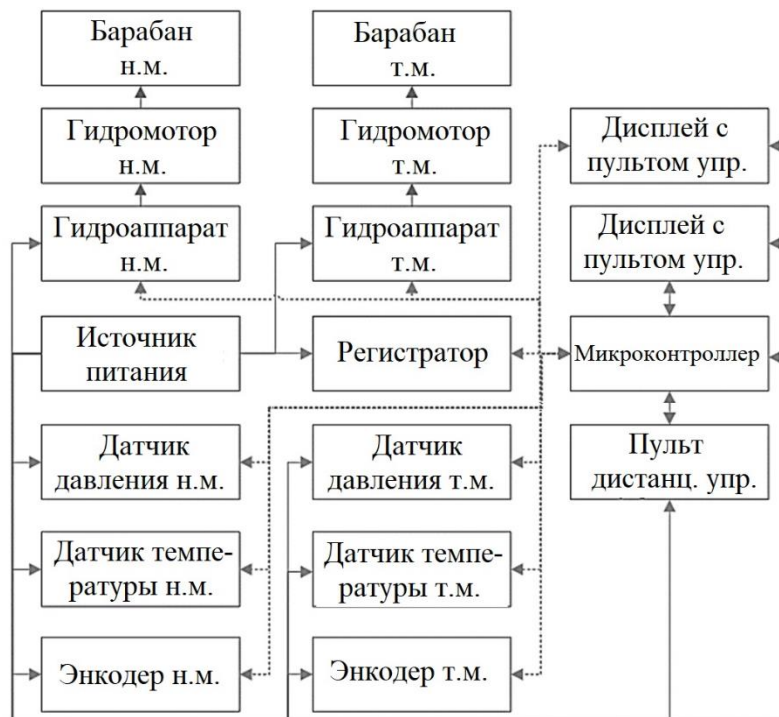 Барабан
н.м.
Барабан
т.м.
Гидромотор
н.м.
Гидромотор
т.м.
Дисплей с
пультом упр.
Гидроаппарат
н.м.
Гидроаппарат
т.м.
Дисплей с
пультом упр.
Источник
питания
Регистратор
Микроконтроллер
Датчик
давления н.м.
Датчик
давления т.м.
Пульт
дистанц. упр.
Датчик темпе-
ратуры н.м.
Датчик темпе-
ратуры т.м.
Энкодер н.м.
Энкодер т.м.